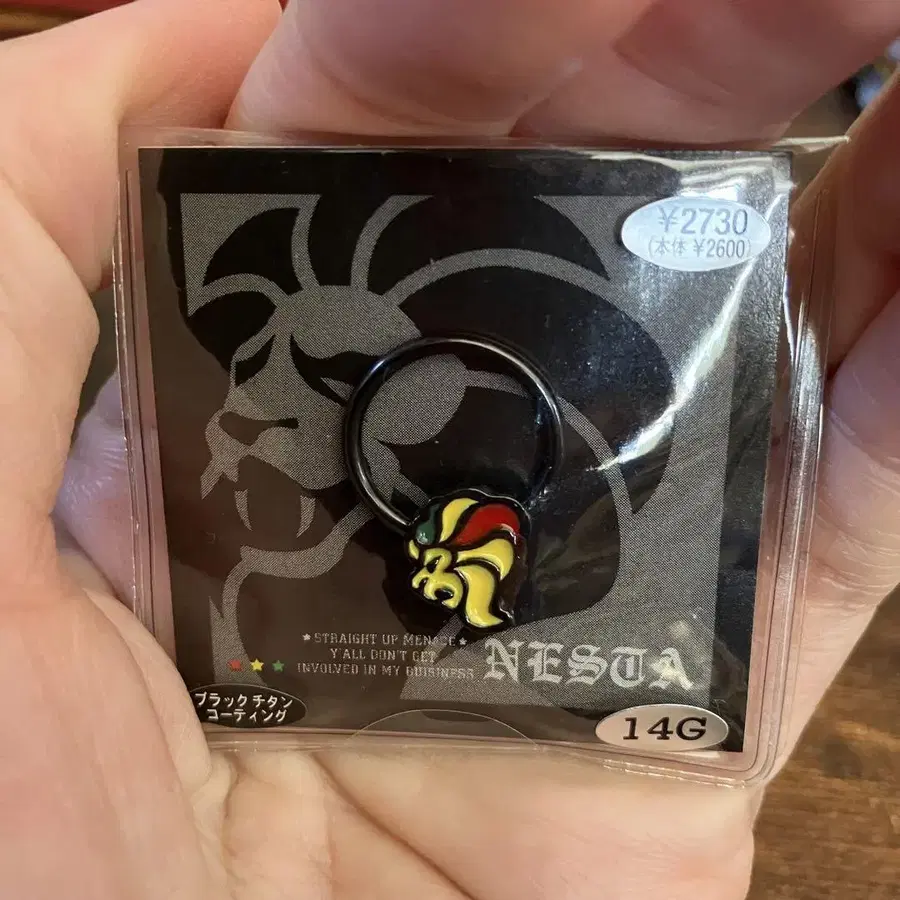 ¥2730
(本体 ¥2600)
★STRAIGHT UP MENACE★
Y'ALL DON'T GET
INVOLVED IN MY BUISINESS
NESTA
ブラックチタン
コーティング
14G